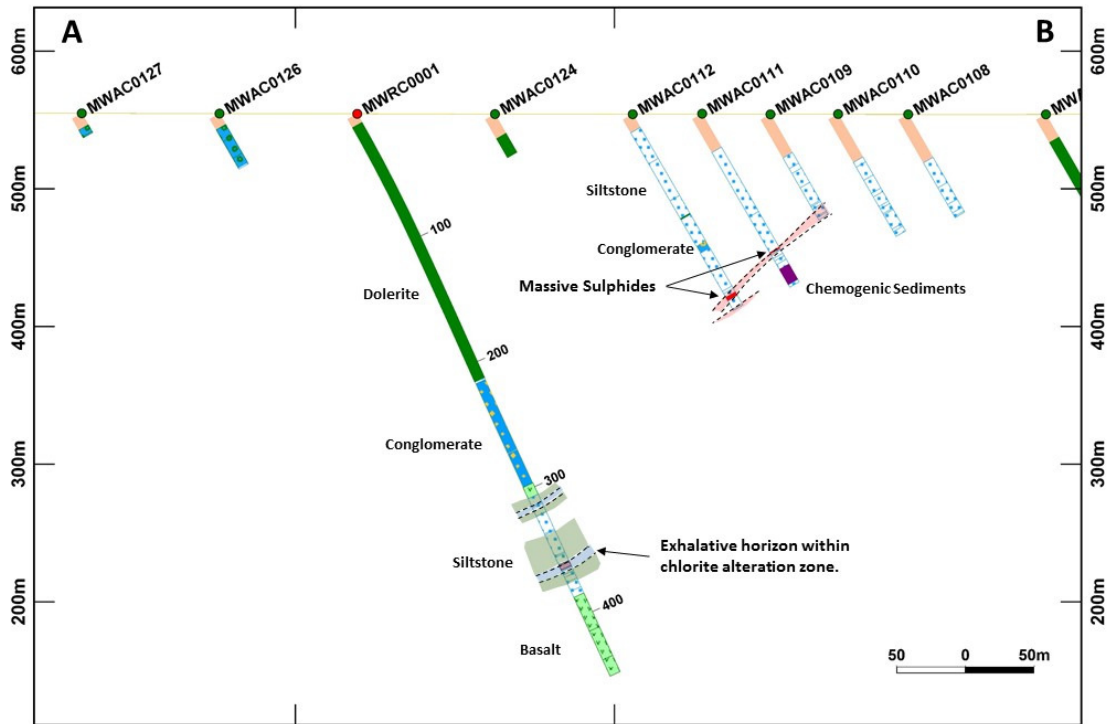 A
B
600m
600m
MWAC0127
MWAC0126
MWRC0001
MWAC0124
MWAC0112
MWAC0111
MWAC0109
MWAC0110
MWAC0108
500m
500m
Siltstone
100
Conglomerate
Massive Sulphides
Chemogenic Sediments
Dolerite
400m
400m
200
Conglomerate
300m
300m
300
Exhalative horizon within
chlorite alteration zone.
Siltstone
200m
200m
400
Basalt
50 0 50m